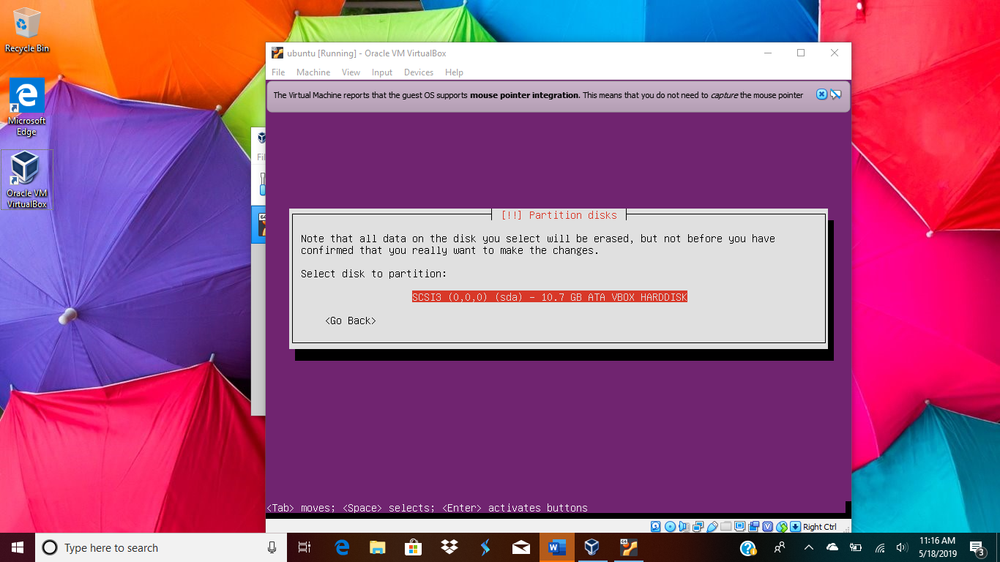 Recycle Bin
Microsoft
Edge
Oracle VM
VirtualBox
ubuntu [Running] - Oracle VM VirtualBox
File Machine View Input Devices Help
The Virtual Machine reports that the guest OS supports mouse pointer integration. This means that you do not need to capture the mouse pointer
Fil
64
[!!] Partition disks
Note that all data on the disk you select will be erased, but not before you have
confirmed that you really want to make the changes.
Select disk to partition:
SCSI3 (0,0,0) (sda) - 10.7 GB ATA VBOX HARDDISK
<Go Back>
<Tab> moves; <Space> selects; <Enter> activates buttons
Right Ctrl
Type here to search
11:16 AM
5/18/2019
3